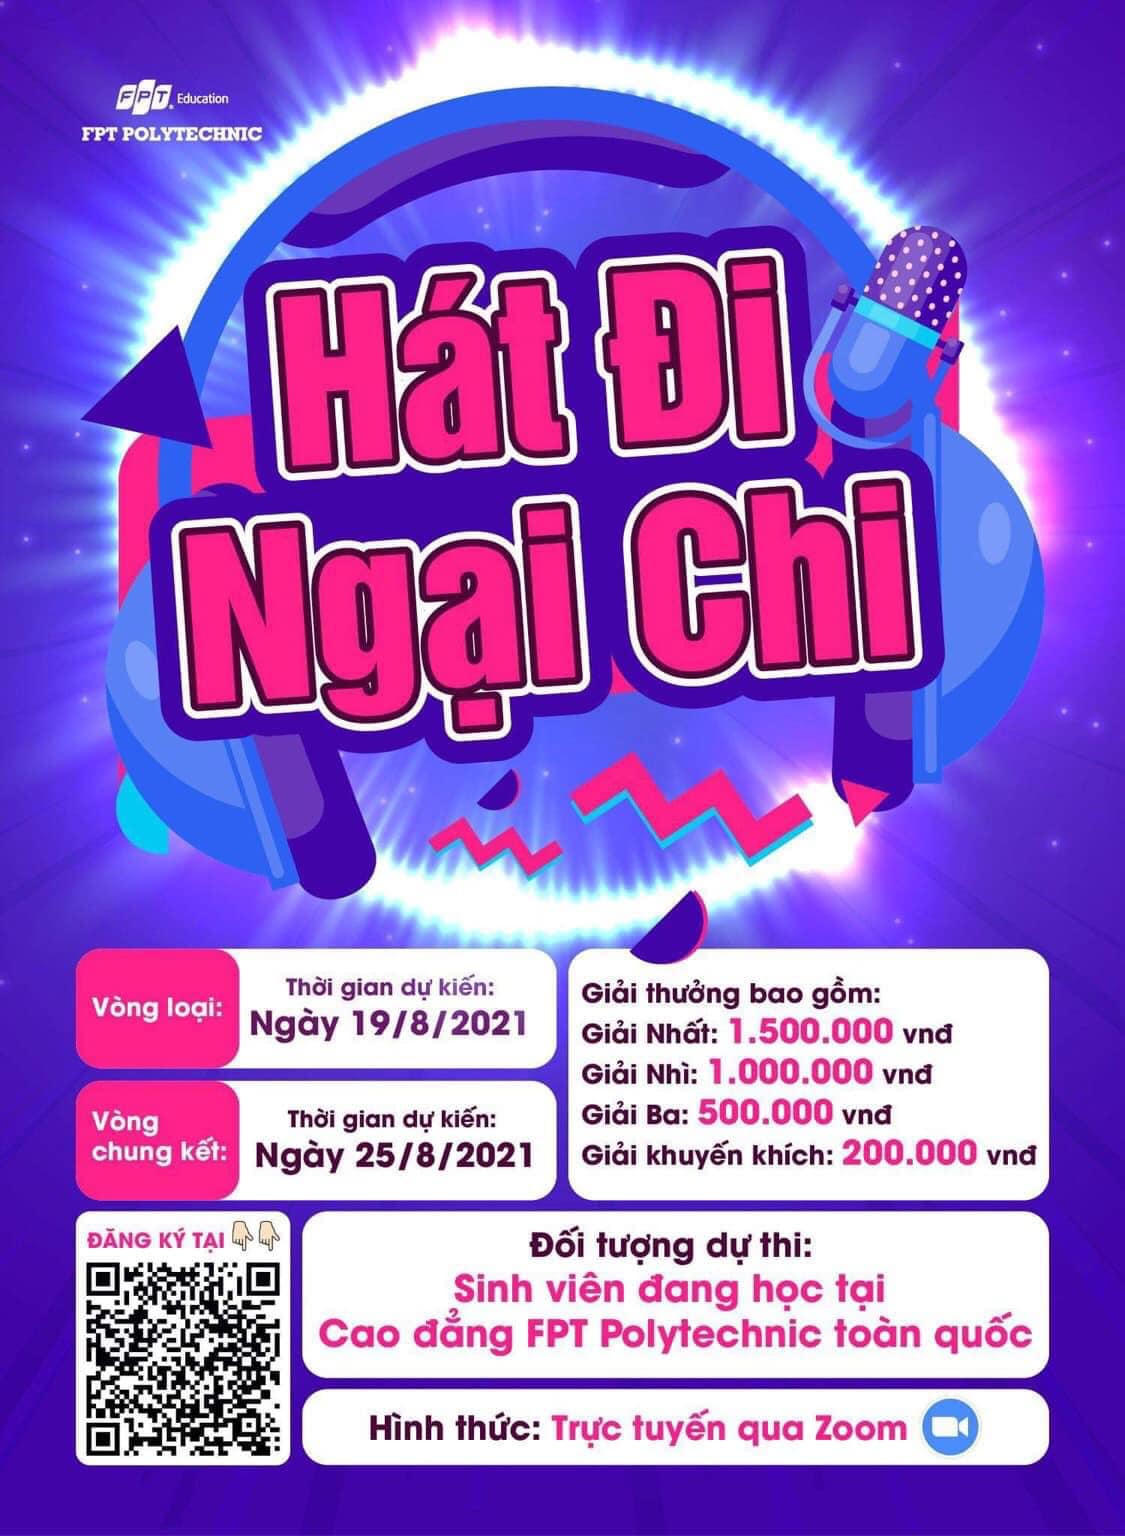 FPT Education
FPT POLYTECHNIC
Hát Đi
Ngại Chi
Vòng loại:
Thời gian dự kiến:
Ngày 19/8/2021
Vòng
chung kết:
Thời gian dự kiến:
Ngày 25/8/2021
Giải thưởng bao gồm:
Giải Nhất: 1.500.000 vnđ
Giải Nhì: 1.000.000 vnđ
Giải Ba: 500.000 vnđ
Giải khuyến khích: 200.000 vnđ
ĐĂNG KÝ TẠI 👇🏻👇🏻
Đối tượng dự thi:
Sinh viên đang học tại
Cao đẳng FPT Polytechnic toàn quốc
Hình thức: Trực tuyến qua Zoom